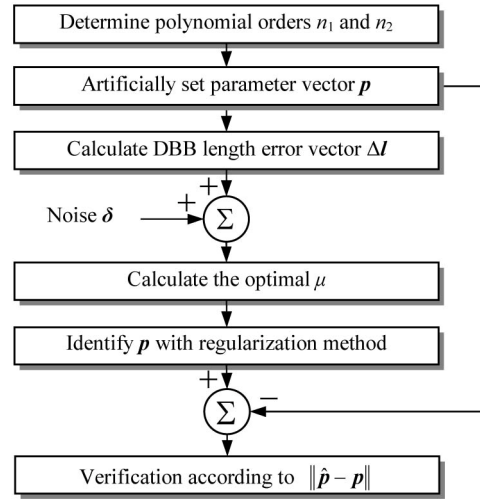 Determine polynomial orders n₁ and n₂
Artificially set parameter vector p
Calculate DBB length error vector Δl
+
+
Noise δ
Σ
Calculate the optimal μ
Identify p with regularization method
+
−
Σ
Verification according to ‖p̂ − p‖